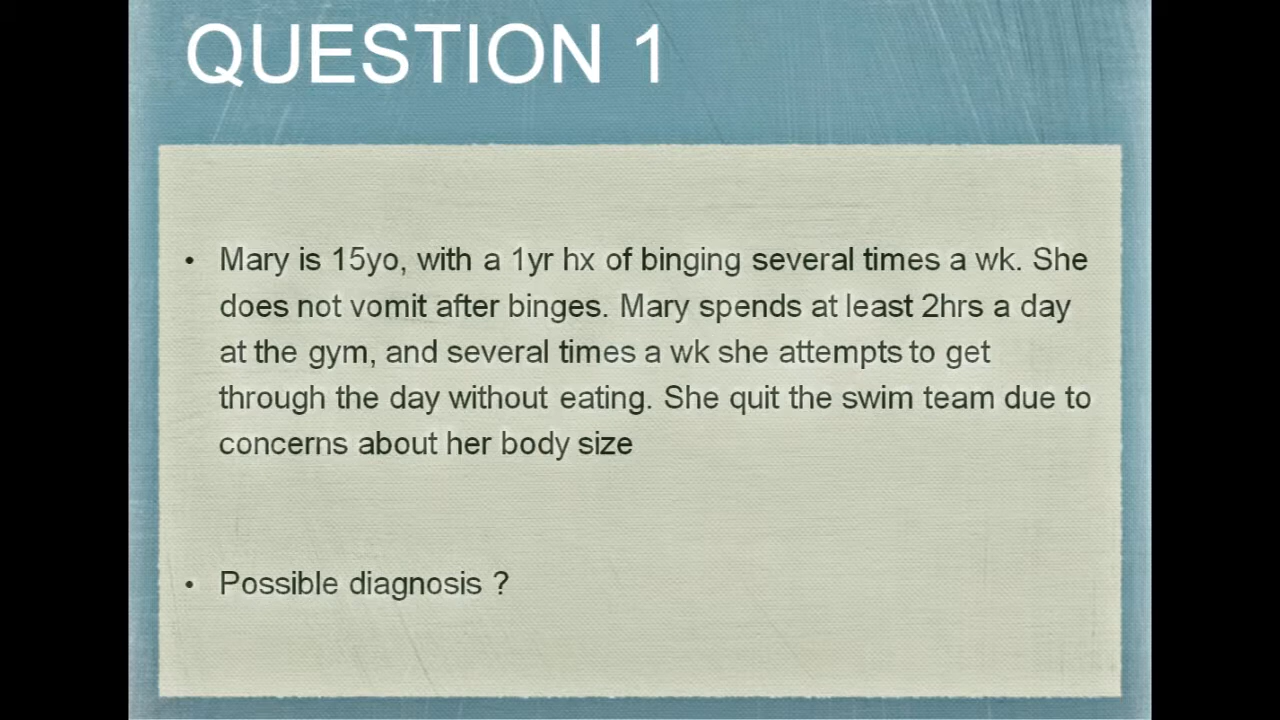 QUESTION 1
• Mary is 15yo, with a 1yr hx of binging several times a wk. She
does not vomit after binges. Mary spends at least 2hrs a day
at the gym, and several times a wk she attempts to get
through the day without eating. She quit the swim team due to
concerns about her body size
• Possible diagnosis ?